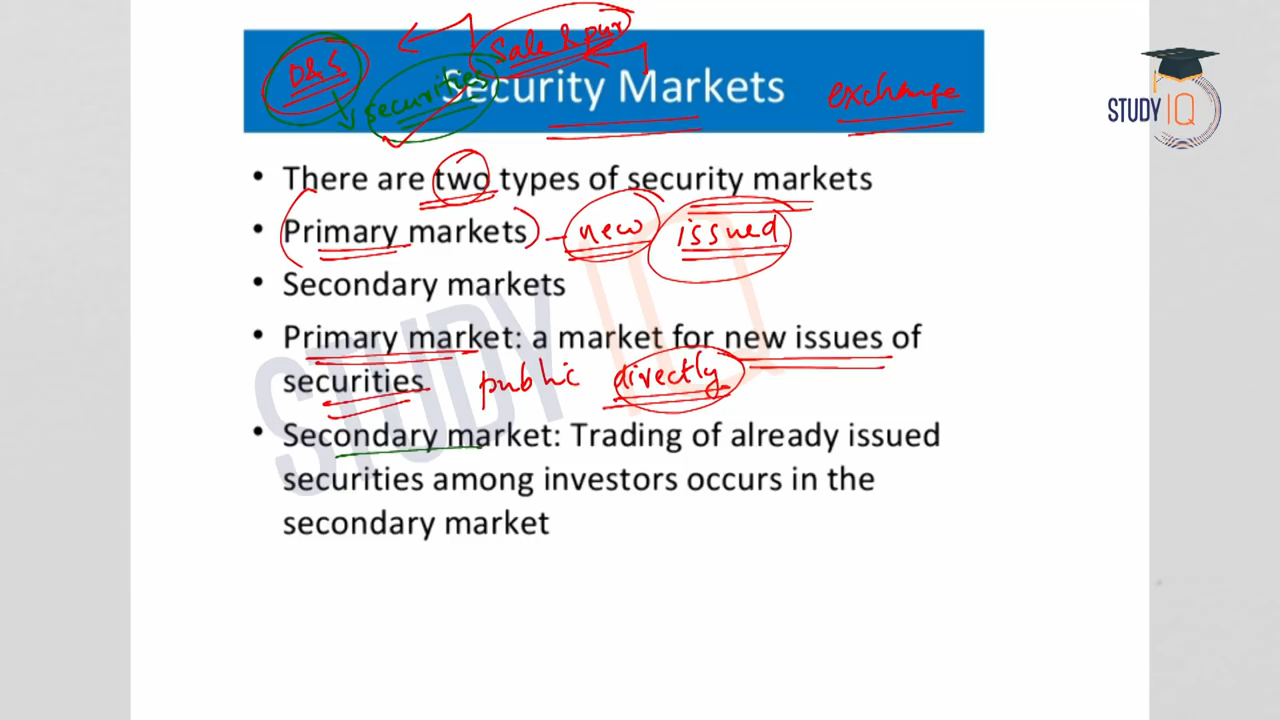 Sale & pur
D&S
securities
Security Markets
exchange
STUDY IQ
• There are two types of security markets
• Primary markets) – new issued
• Secondary markets
• Primary market: a market for new issues of
securities public directly
• Secondary market: Trading of already issued
securities among investors occurs in the
secondary market
STUDY IQ